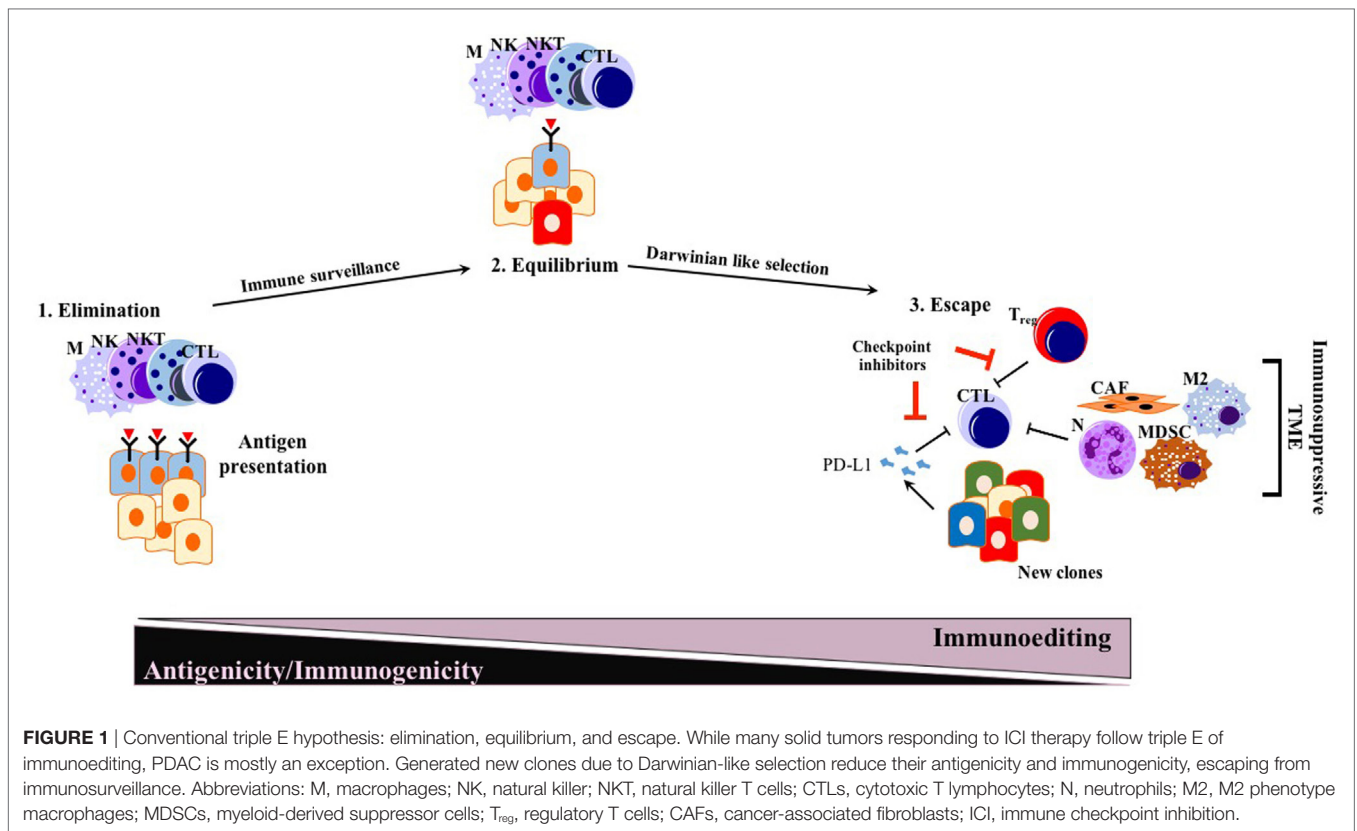 M NK NKT CTL
Immune surveillance
2. Equilibrium
Darwinian like selection
1. Elimination
M NK NKT CTL
Antigen
presentation
3. Escape
Treg
Checkpoint
inhibitors
CTL
CAF
M2
N
MDSC
PD-L1
New clones
Immunosuppressive
TME
Immunoediting
Antigenicity/Immunogenicity
FIGURE 1 | Conventional triple E hypothesis: elimination, equilibrium, and escape. While many solid tumors responding to ICI therapy follow triple E of
immunoediting, PDAC is mostly an exception. Generated new clones due to Darwinian-like selection reduce their antigenicity and immunogenicity, escaping from
immunosurveillance. Abbreviations: M, macrophages; NK, natural killer; NKT, natural killer T cells; CTLs, cytotoxic T lymphocytes; N, neutrophils; M2, M2 phenotype
macrophages; MDSCs, myeloid-derived suppressor cells; Treg, regulatory T cells; CAFs, cancer-associated fibroblasts; ICI, immune checkpoint inhibition.